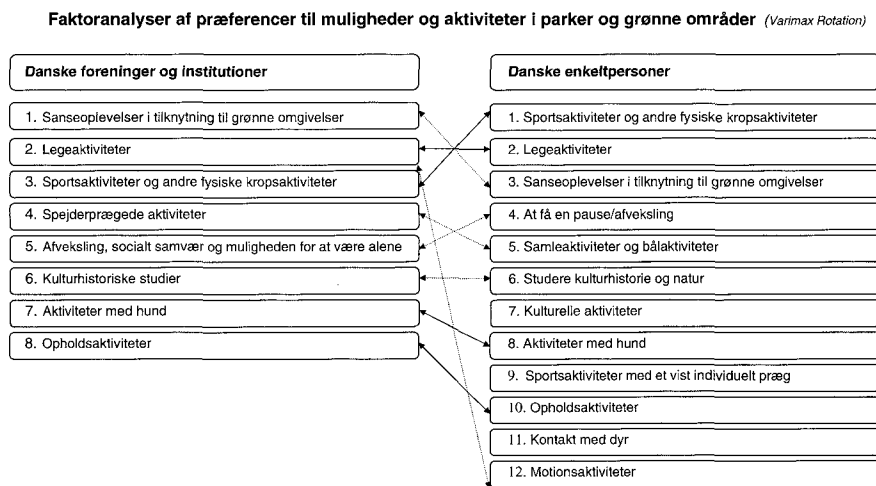 Faktoranalyser af præferencer til muligheder og aktiviteter i parker og grønne områder (Varimax Rotation)
Danske foreninger og institutioner
1. Sanseoplevelser i tilknytning til grønne omgivelser
2. Legeaktiviteter
3. Sportsaktiviteter og andre fysiske kropsaktiviteter
4. Spejderprægede aktiviteter
5. Afveksling, socialt samvær og muligheden for at være alene
6. Kulturhistoriske studier
7. Aktiviteter med hund
8. Opholdsaktiviteter
Danske enkeltpersoner
1. Sportsaktiviteter og andre fysiske kropsaktiviteter
2. Legeaktiviteter
3. Sanseoplevelser i tilknytning til grønne omgivelser
4. At få en pause/afveksling
5. Samleaktiviteter og bålaktiviteter
6. Studere kulturhistorie og natur
7. Kulturelle aktiviteter
8. Aktiviteter med hund
9. Sportsaktiviteter med et vist individuelt præg
10. Opholdsaktiviteter
11. Kontakt med dyr
12. Motionsaktiviteter